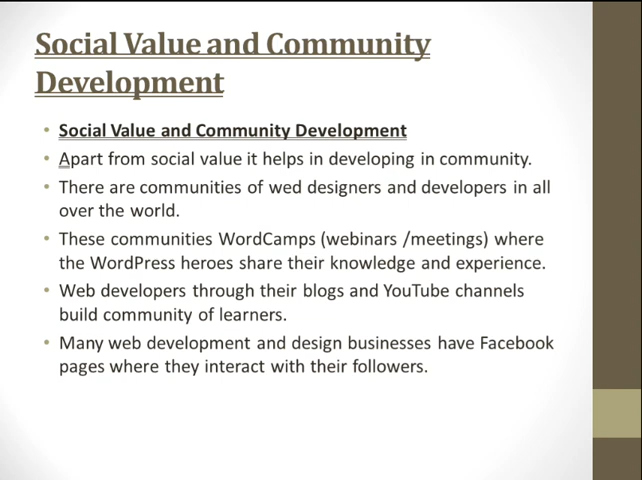 Social Value and Community
Development
• Social Value and Community Development
• Apart from social value it helps in developing in community.
• There are communities of wed designers and developers in all
over the world.
• These communities WordCamps (webinars /meetings) where
the WordPress heroes share their knowledge and experience.
• Web developers through their blogs and YouTube channels
build community of learners.
• Many web development and design businesses have Facebook
pages where they interact with their followers.